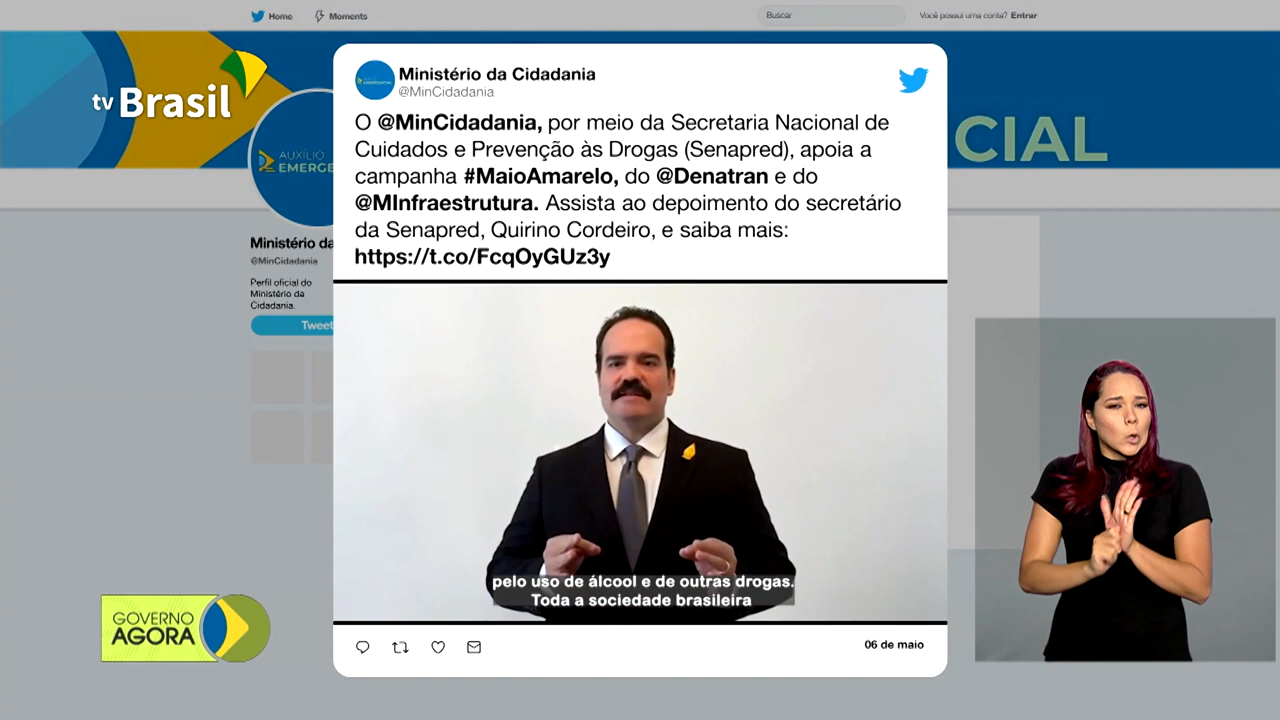 Home
Moments
Buscar
Você possui uma conta? Entrar
tv Brasil
CIAL
AUXÍLIO
EMERGE
Ministério da
@MinCidadania
Perfil oficial do
Ministério da
Cidadania.
Tweet
Ministério da Cidadania
@MinCidadania
O @MinCidadania, por meio da Secretaria Nacional de
Cuidados e Prevenção às Drogas (Senapred), apoia a
campanha #MaioAmarelo, do @Denatran e do
@MInfraestrutura. Assista ao depoimento do secretário
da Senapred, Quirino Cordeiro, e saiba mais:
https://t.co/FcqOyGUz3y
pelo uso de álcool e de outras drogas.
Toda a sociedade brasileira
06 de maio
GOVERNO
AGORA